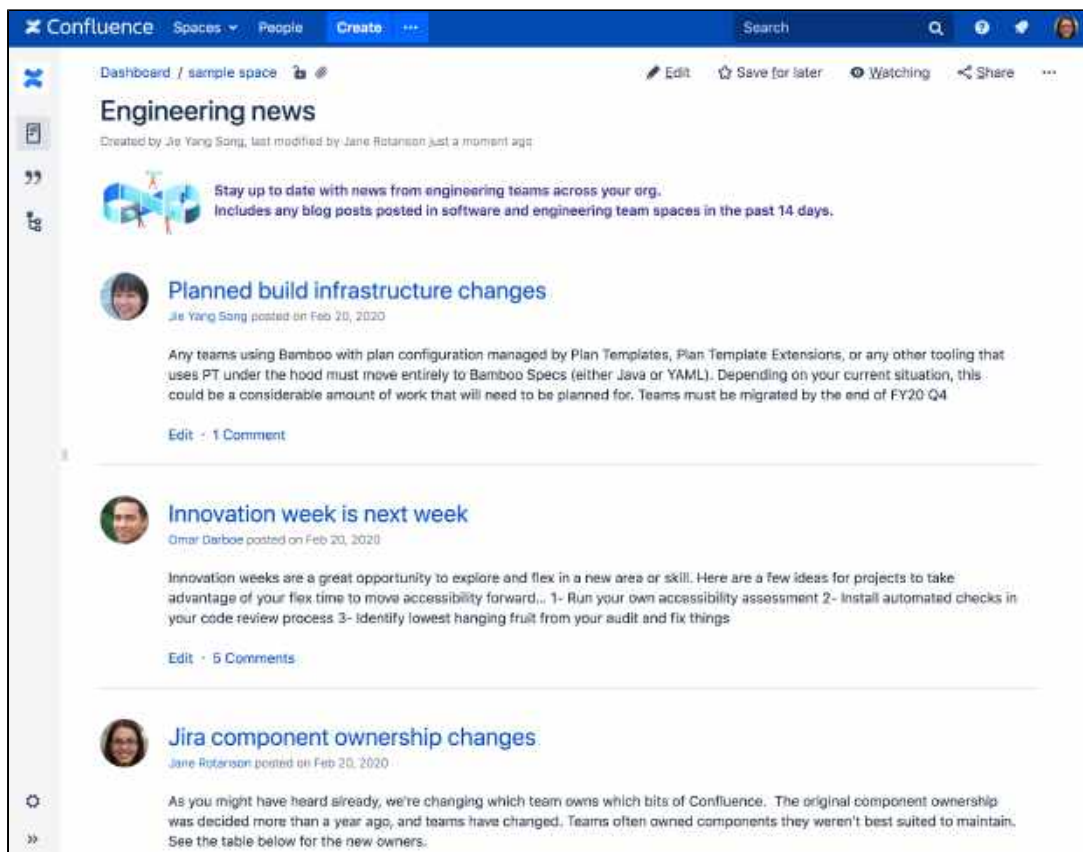 Confluence Spaces People Create ... Search
Dashboard / sample space
Edit Save for later Watching Share ...
Engineering news
Created by Jie Yang Song, last modified by Jane Rotanson just a moment ago
Stay up to date with news from engineering teams across your org.
Includes any blog posts posted in software and engineering team spaces in the past 14 days.
Planned build infrastructure changes
Jie Yang Song posted on Feb 20, 2020
Any teams using Bamboo with plan configuration managed by Plan Templates, Plan Template Extensions, or any other tooling that
uses PT under the hood must move entirely to Bamboo Specs (either Java or YAML). Depending on your current situation, this
could be a considerable amount of work that will need to be planned for. Teams must be migrated by the end of FY20 Q4
Edit · 1 Comment
Innovation week is next week
Omar Darboe posted on Feb 20, 2020
Innovation weeks are a great opportunity to explore and flex in a new area or skill. Here are a few ideas for projects to take
advantage of your flex time to move accessibility forward... 1- Run your own accessibility assessment 2- Install automated checks in
your code review process 3- Identify lowest hanging fruit from your audit and fix things
Edit · 5 Comments
Jira component ownership changes
Jane Rotanson posted on Feb 20, 2020
As you might have heard already, we're changing which team owns which bits of Confluence. The original component ownership
was decided more than a year ago, and teams have changed. Teams often owned components they weren't best suited to maintain.
See the table below for the new owners.